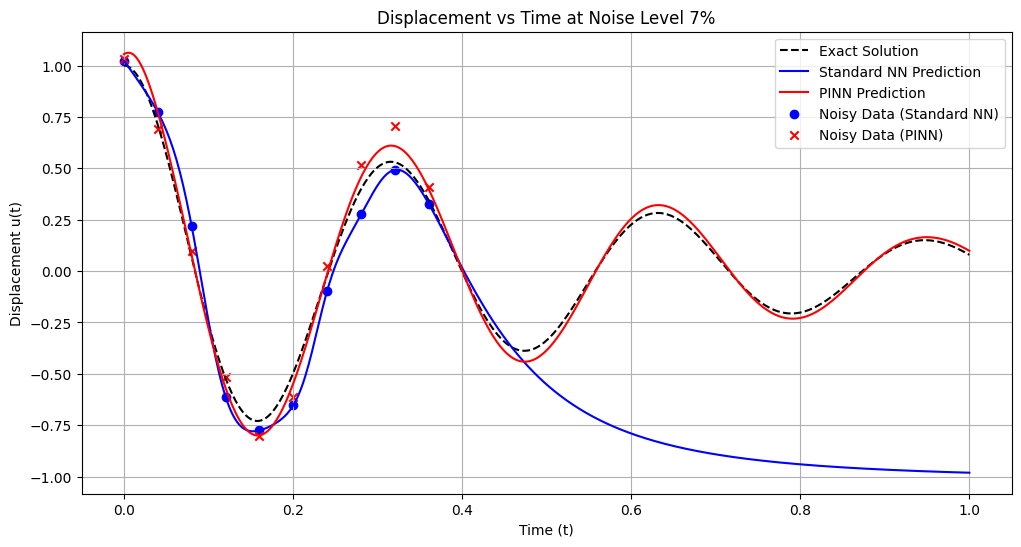 Displacement vs Time at Noise Level 7%
Exact Solution
Standard NN Prediction
PINN Prediction
Noisy Data (Standard NN)
Noisy Data (PINN)
Displacement u(t)
1.00
0.75
0.50
0.25
0.00
−0.25
−0.50
−0.75
−1.00
0.0 0.2 0.4 0.6 0.8 1.0
Time (t)